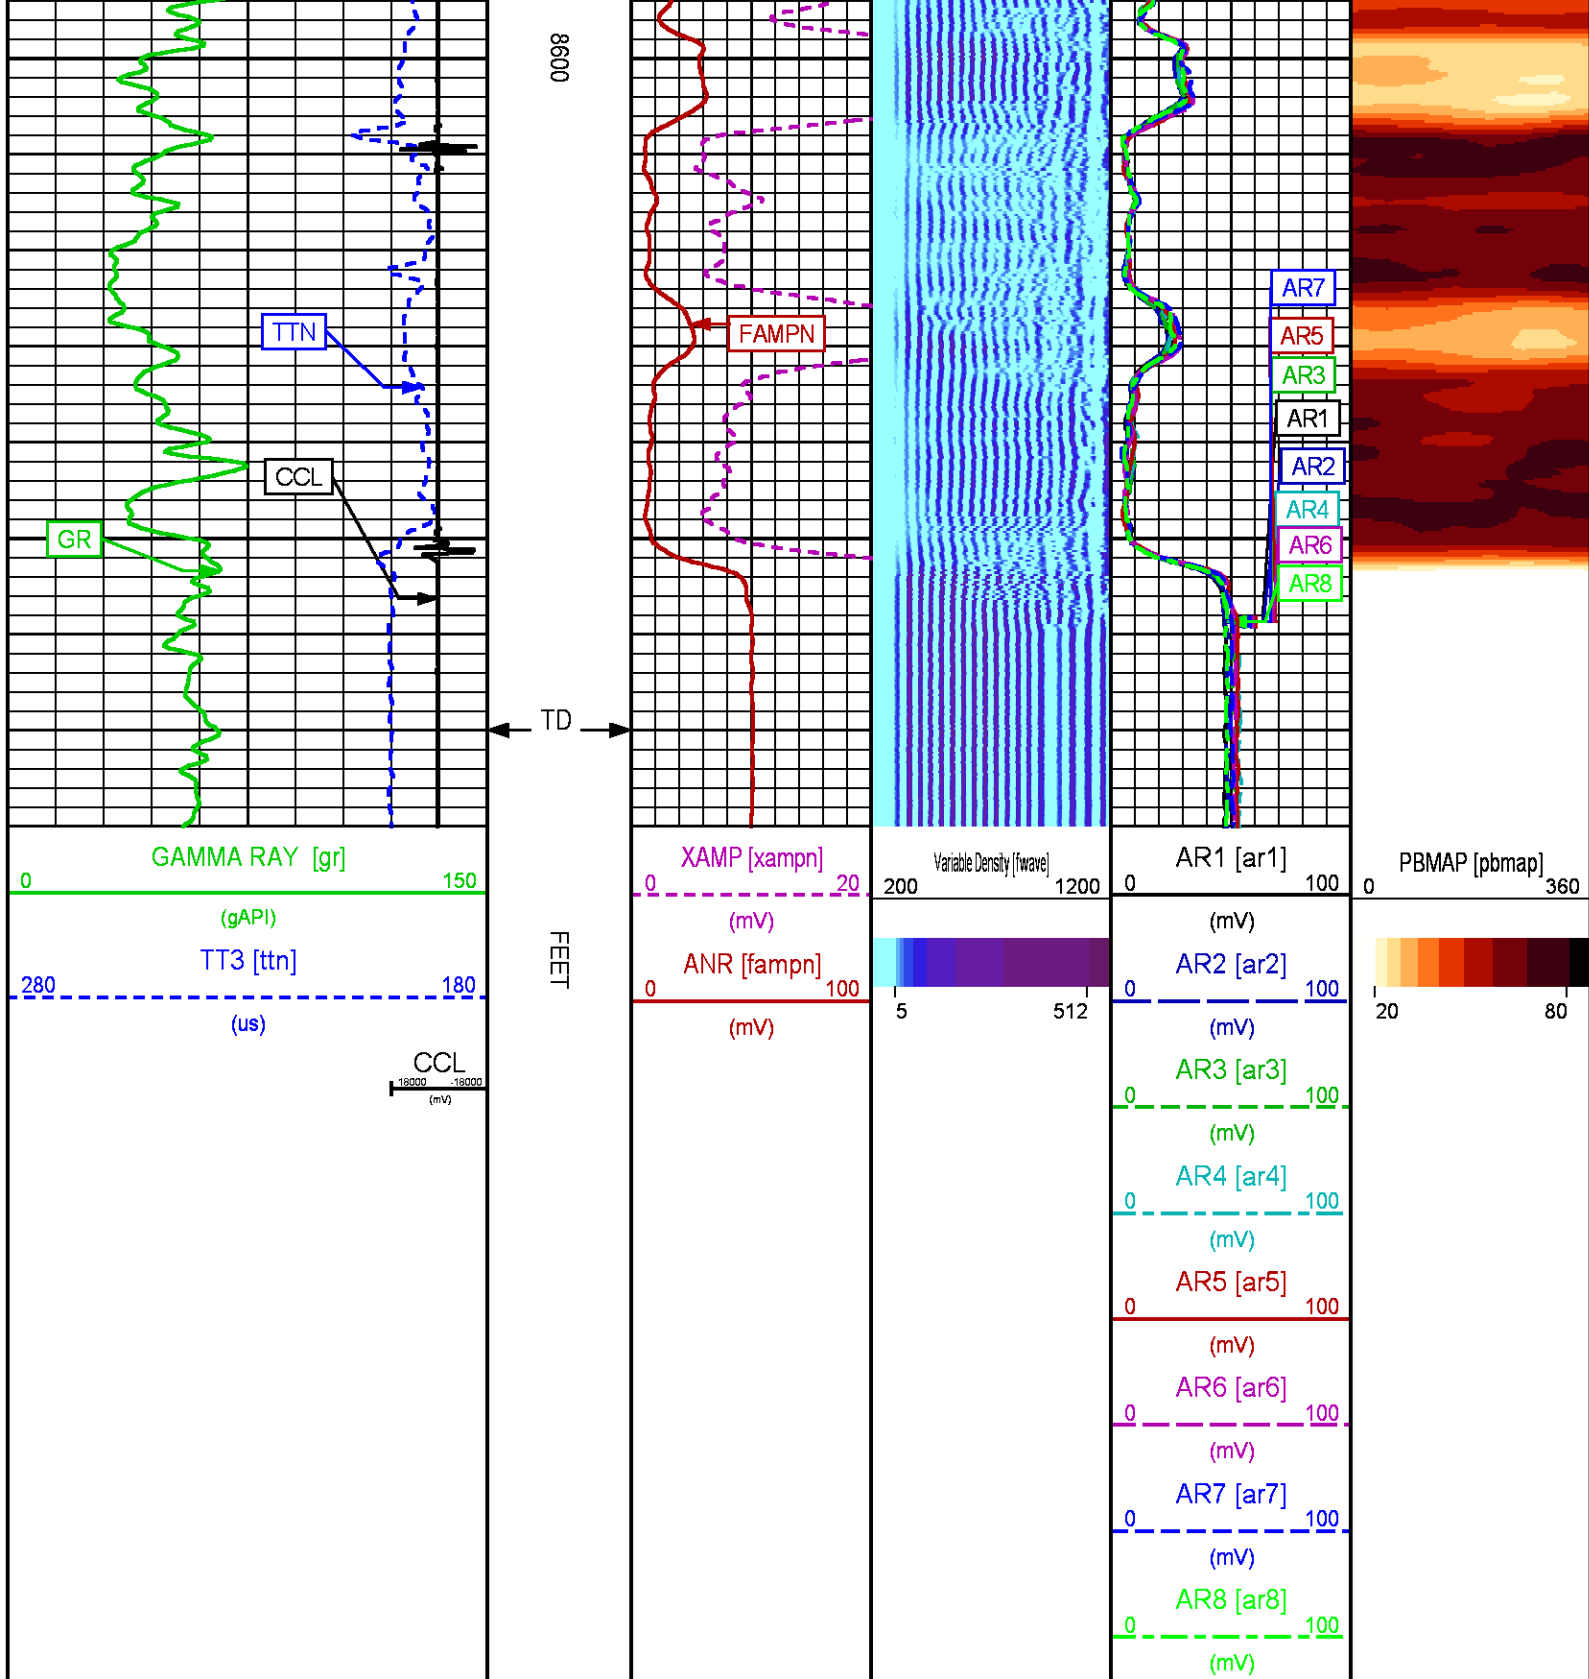 8600
AR7
TTN
FAMPN
AR5
AR3
AR1
CCL
AR2
AR4
GR
AR6
AR8
TD
GAMMA RAY [gr]
0 150
(gAPI)
TT3 [ttn]
280 180
(us)
CCL
18000 -18000
(mV)
FEET
XAMP [xampn]
0 20
(mV)
ANR [fampn]
0 100
(mV)
Variable Density [fwave]
200 1200
5 512
AR1 [ar1]
0 100
(mV)
AR2 [ar2]
0 100
(mV)
AR3 [ar3]
0 100
(mV)
AR4 [ar4]
0 100
(mV)
AR5 [ar5]
0 100
(mV)
AR6 [ar6]
0 100
(mV)
AR7 [ar7]
0 100
(mV)
AR8 [ar8]
0 100
(mV)
PBMAP [pbmap]
0 360
20 80